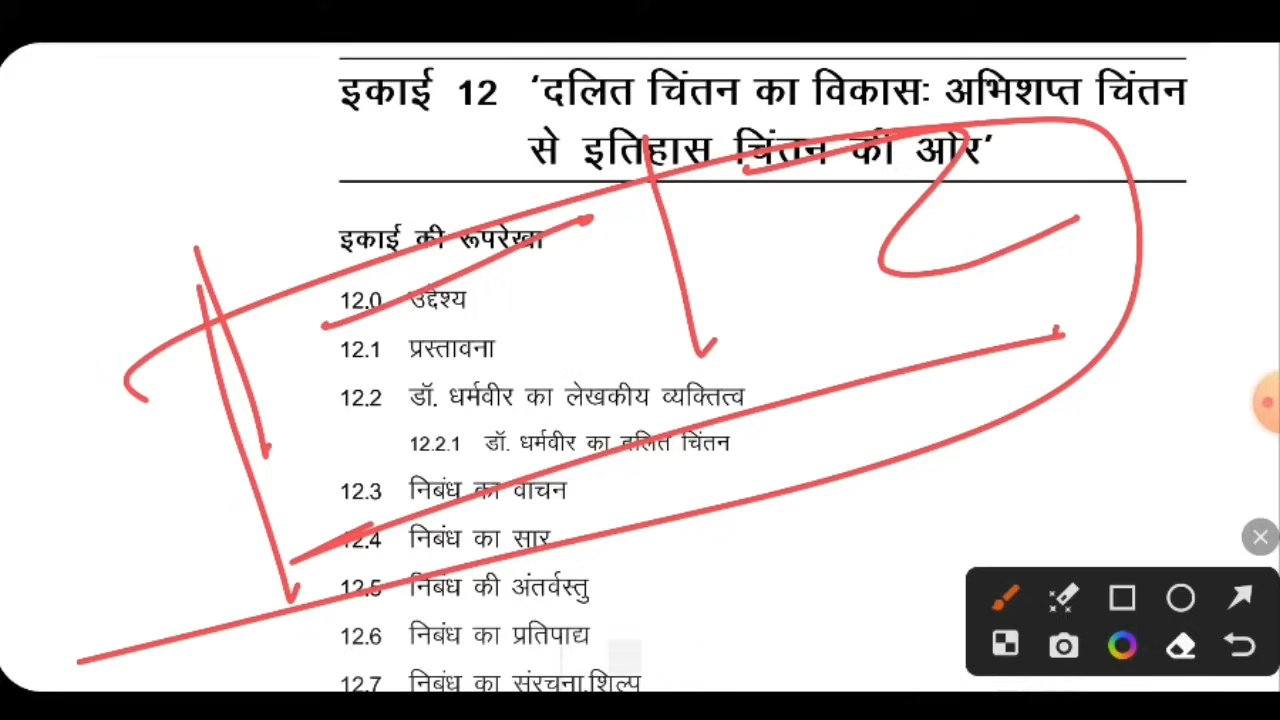 इकाई 12 'दलित चिंतन का विकासः अभिशप्त चिंतन
से इतिहास चिंतन की ओर'
इकाई की रूपरेखा
12.0 उद्देश्य
12.1 प्रस्तावना
12.2 डॉ. धर्मवीर का लेखकीय व्यक्तित्व
12.2.1 डॉ. धर्मवीर का दलित चिंतन
12.3 निबंध का वाचन
12.4 निबंध का सार
12.5 निबंध की अंतर्वस्तु
12.6 निबंध का प्रतिपाद्य
12.7 निबंध का संरचना.शिल्प